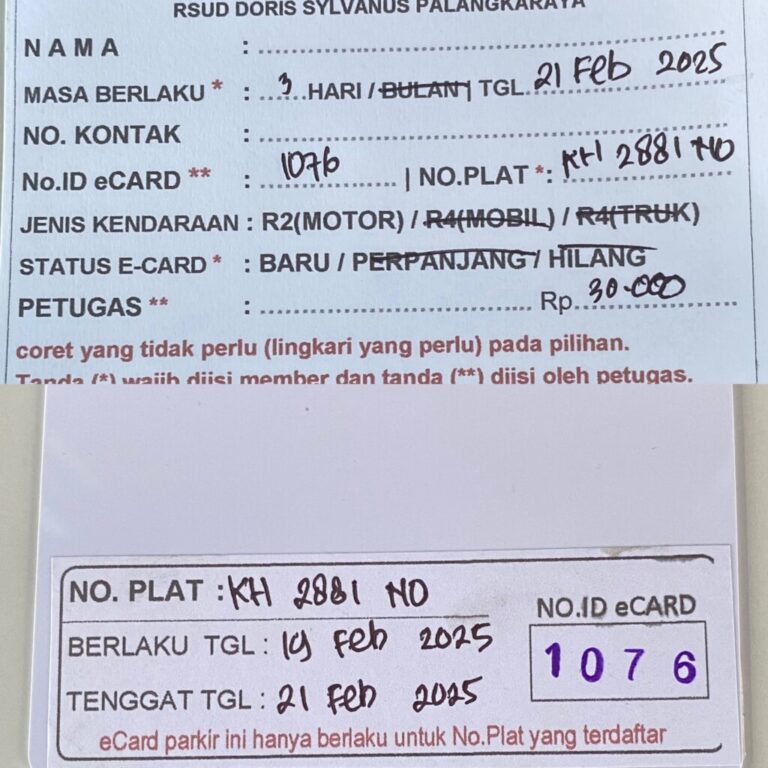 RSUD DORIS SYLVANUS PALANGKARAYA
NAMA : ..........
MASA BERLAKU * : 3 HARI / BULAN | TGL. 21 Feb 2025
NO. KONTAK : ..........
No.ID eCARD ** : 1076 | NO.PLAT *: KH 2881 NO
JENIS KENDARAAN : R2(MOTOR) / R4(MOBIL) / R4(TRUK)
STATUS E-CARD * : BARU / PERPANJANG / HILANG
PETUGAS ** : .......... Rp. 30.000
coret yang tidak perlu (lingkari yang perlu) pada pilihan.
Tanda (*) wajib diisi member dan tanda (**) diisi oleh petugas.
NO. PLAT : KH 2881 NO
NO.ID eCARD
BERLAKU TGL : 19 Feb 2025
1076
TENGGAT TGL : 21 Feb 2025
eCard parkir ini hanya berlaku untuk No.Plat yang terdaftar